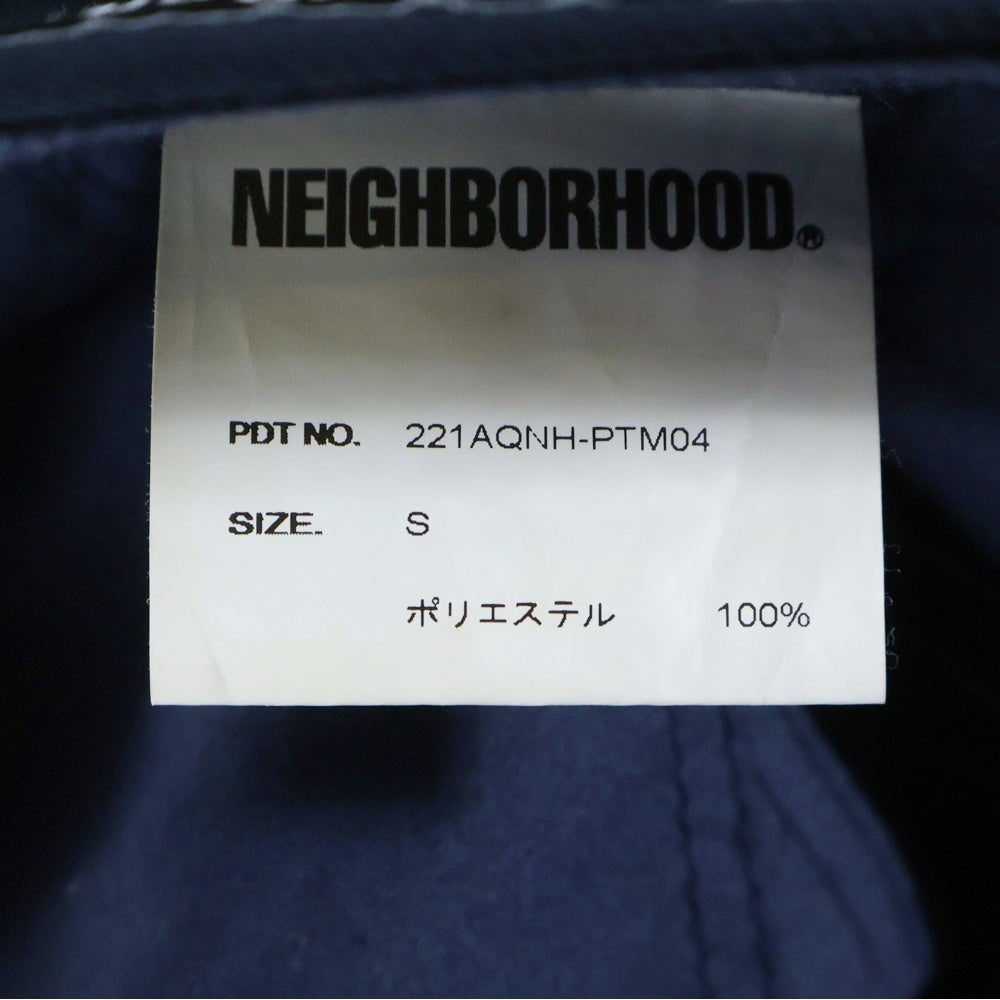 NEIGHBORHOOD®
PDT NO. 221AQNH-PTM04
SIZE. S
ポリエステル 100%